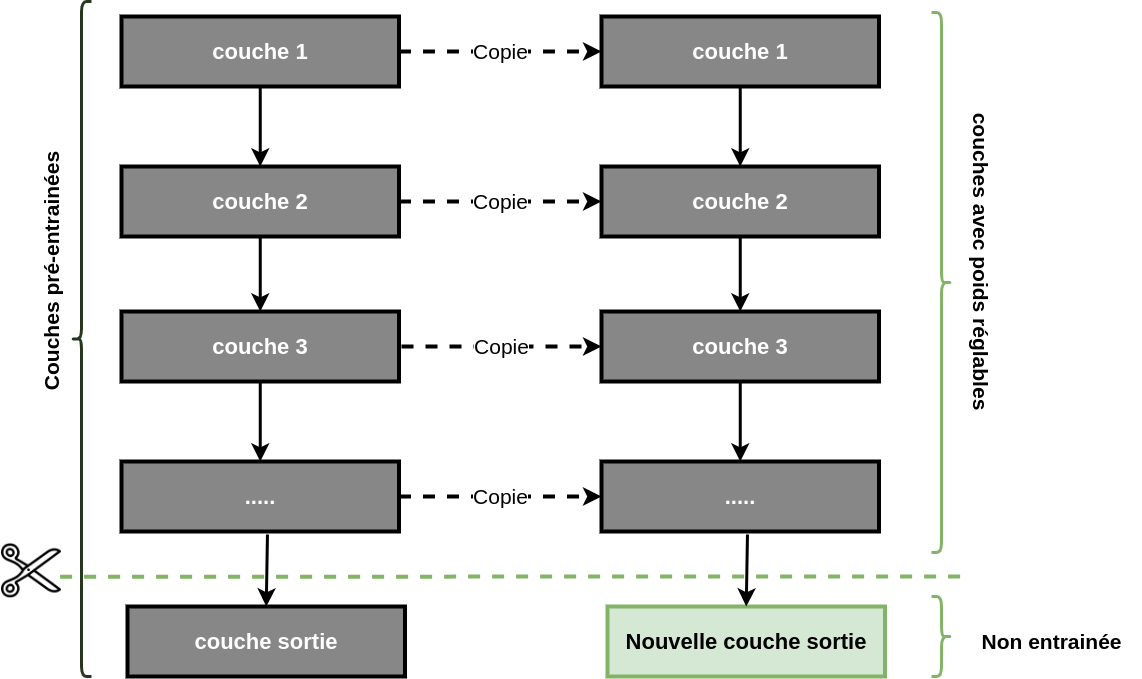 couche 1
Copie
couche 1
couche 2
Copie
couche 2
couche 3
Copie
couche 3
.....
Copie
.....
couche sortie
Nouvelle couche sortie
Couches pré-entrainées
couches avec poids réglables
Non entrainée